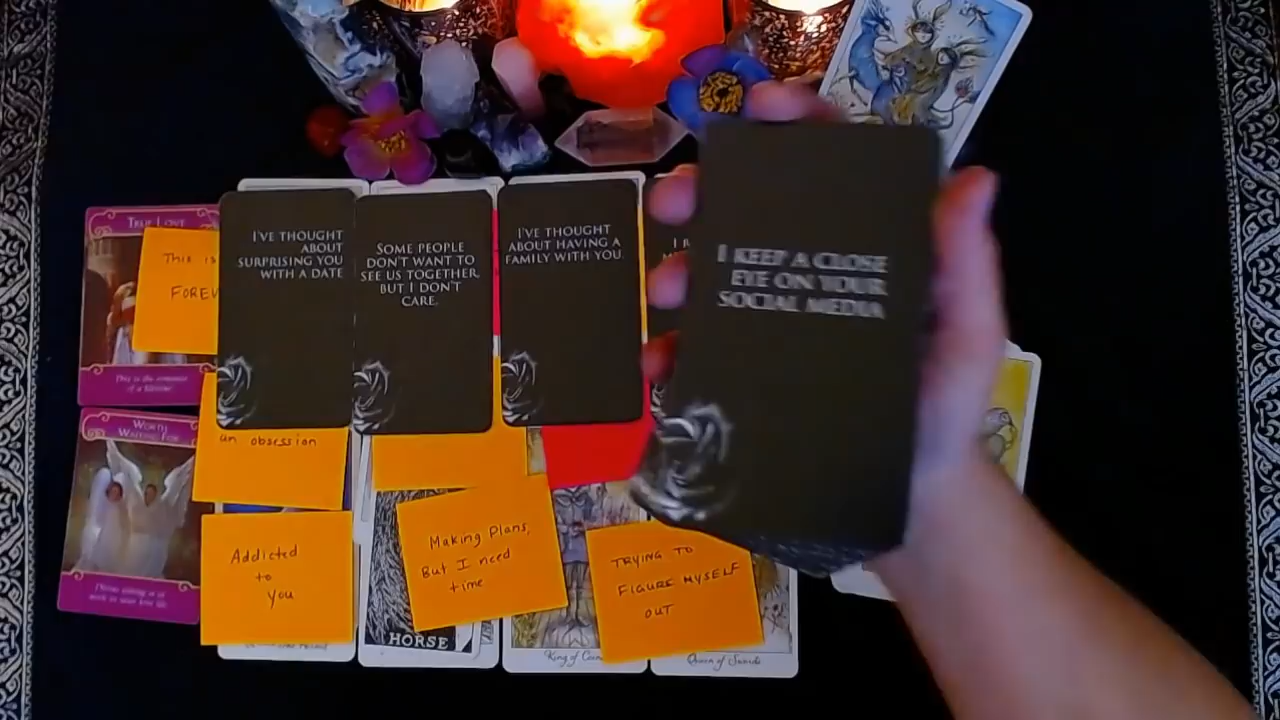 TRUE LOVE
This is
FOREV
This is the romance
of a lifetime
WORTH
WAITING FOR
I'VE THOUGHT
ABOUT
SURPRISING YOU
WITH A DATE
SOME PEOPLE
DON'T WANT TO
SEE US TOGETHER,
BUT I DON'T
CARE.
I'VE THOUGHT
ABOUT HAVING A
FAMILY WITH YOU.
I KEEP A CLOSE
EYE ON YOUR
SOCIAL MEDIA
an obsession
Addicted
to
you
Making Plans,
But I need
time
TRYING TO
FIGURE MYSELF
OUT
HORSE
King of Coins
Queen of Swords